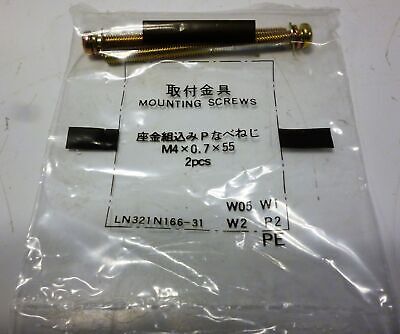 取付金具
MOUNTING SCREWS
座金組込みPなべねじ
M4×0.7×55
2pcs
LN321N166-31
W05 W1
W2 P2
PE